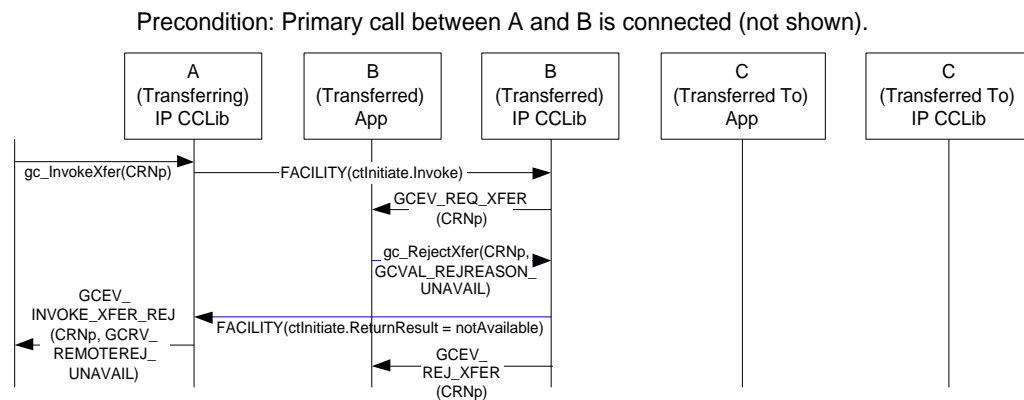 Precondition: Primary call between A and B is connected (not shown).
A
(Transferring)
IP CCLib
B
(Transferred)
App
B
(Transferred)
IP CCLib
C
(Transferred To)
App
C
(Transferred To)
IP CCLib
gc_InvokeXfer(CRNp)
FACILITY(ctInitiate.Invoke)
GCEV_REQ_XFER
(CRNp)
gc_RejectXfer(CRNp,
GCVAL_REJREASON_
UNAVAIL)
GCEV_
INVOKE_XFER_REJ
(CRNp, GCRV_
REMOTEREJ_
UNAVAIL)
FACILITY(ctInitiate.ReturnResult = notAvailable)
GCEV_
REJ_XFER
(CRNp)